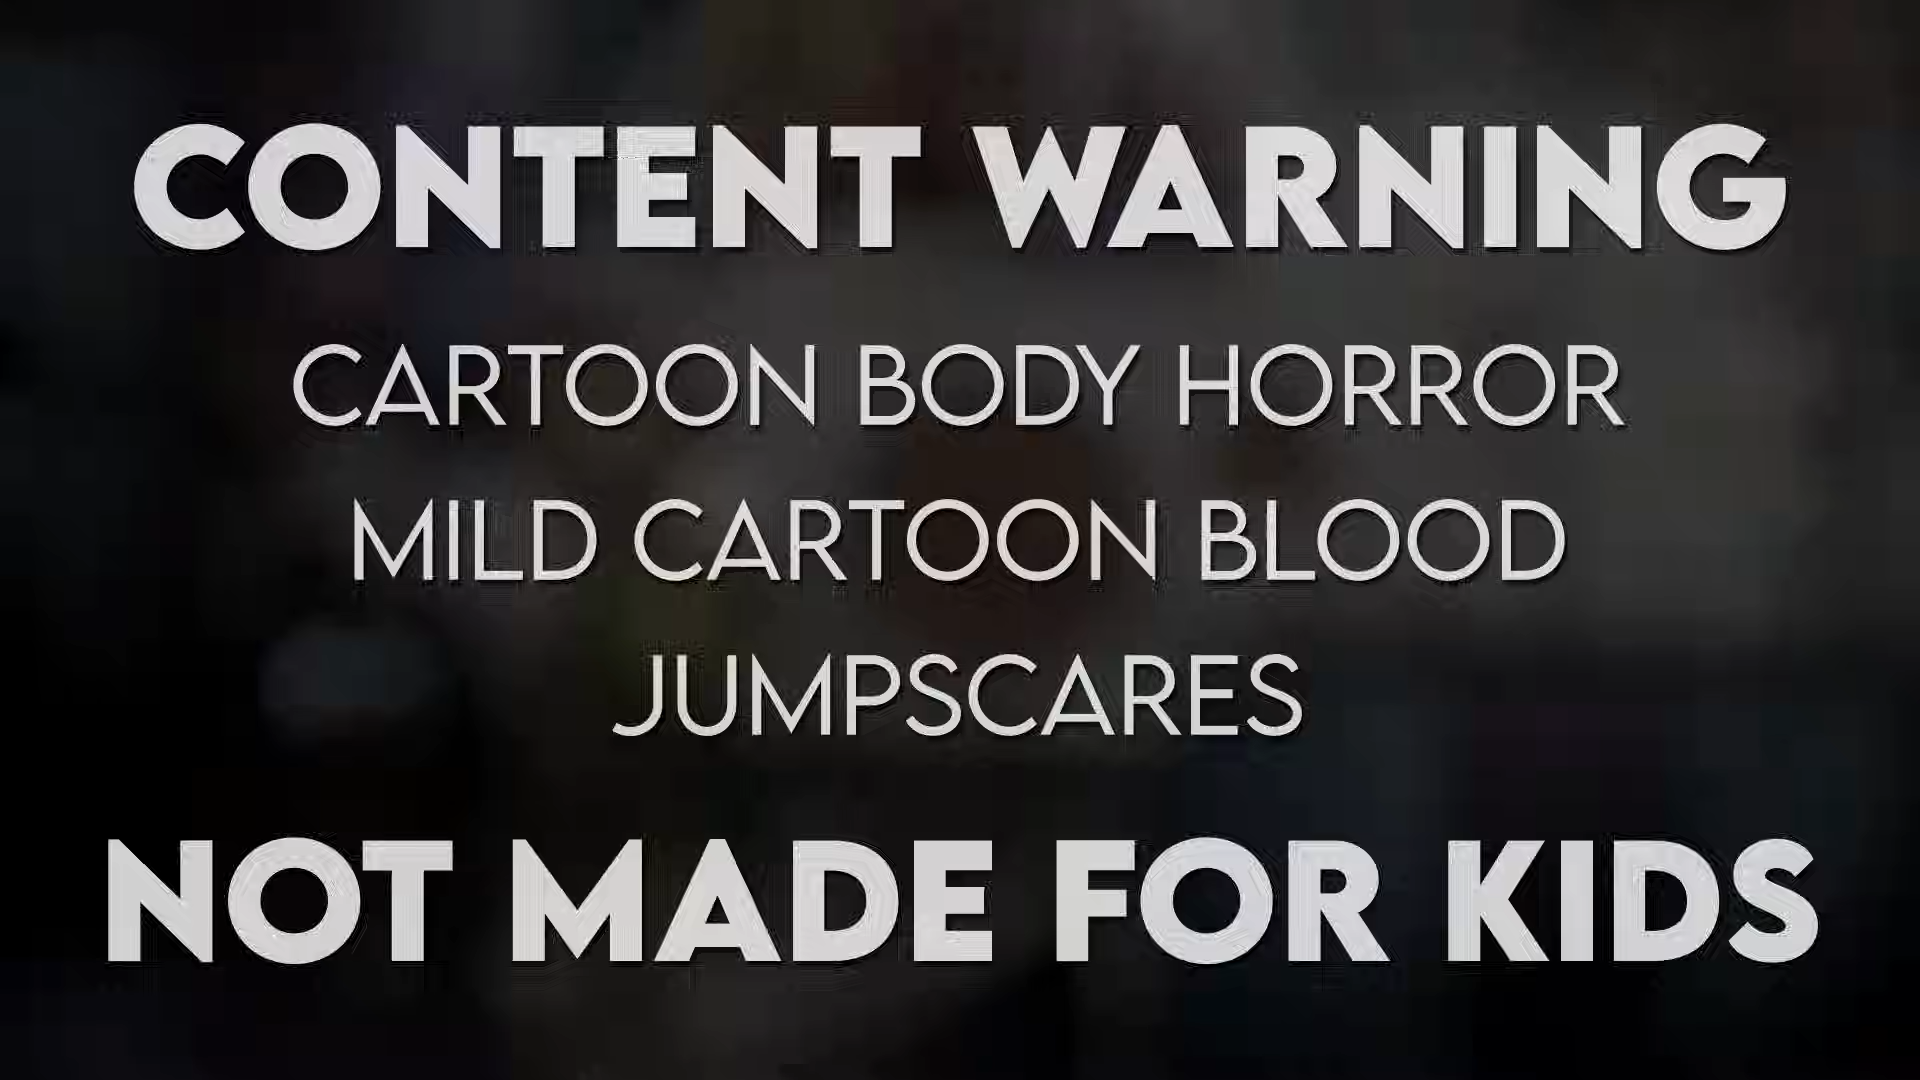 CONTENT WARNING
CARTOON BODY HORROR
MILD CARTOON BLOOD
JUMPSCARES
NOT MADE FOR KIDS